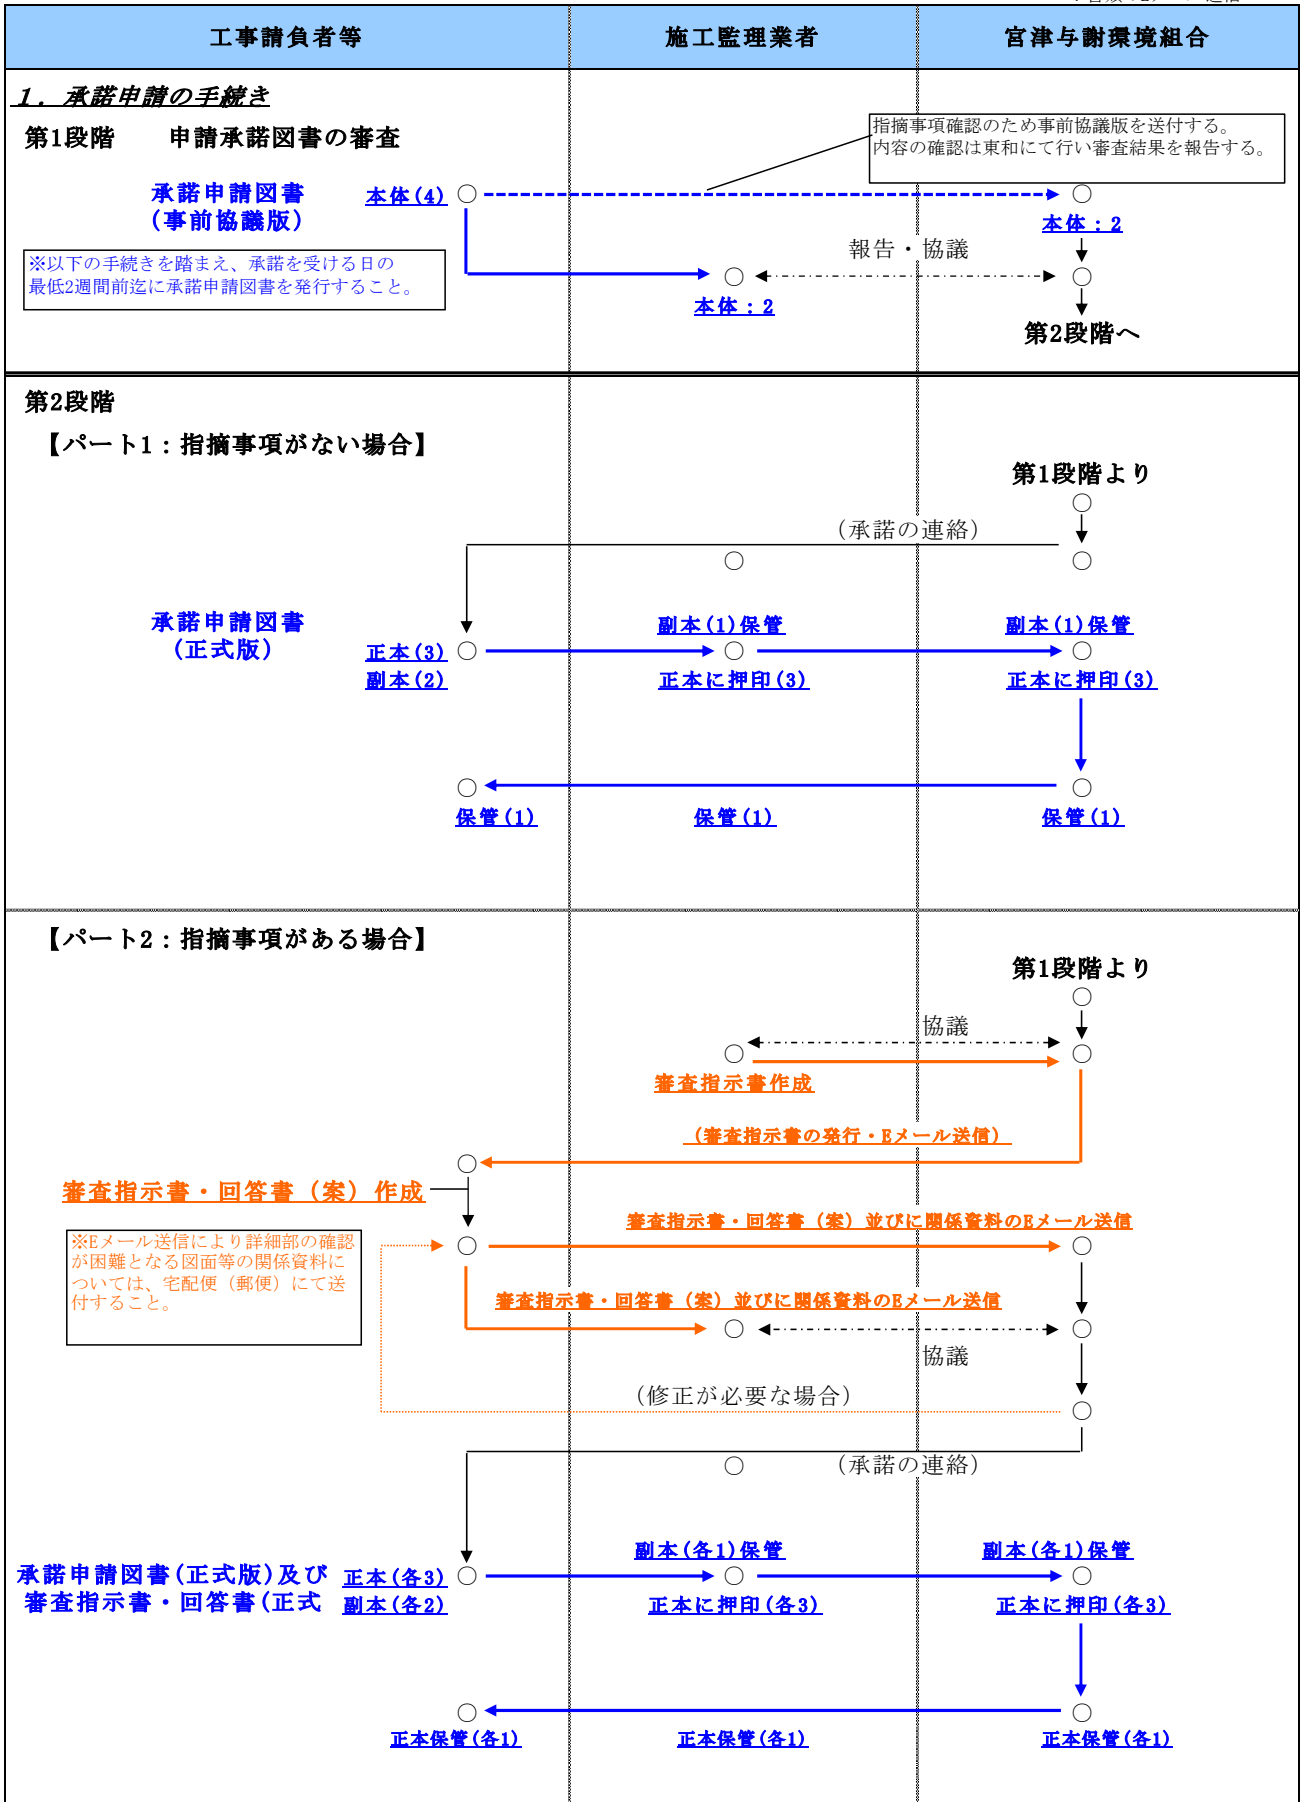 工事請負者等
施工監理業者
宮津与謝環境組合
1. 承諾申請の手続き
第1段階 申請承諾図書の審査
指摘事項確認のため事前協議版を送付する。
内容の確認は東和にて行い審査結果を報告する。
承諾申請図書
(事前協議版)
本体(4)
本体:2
※以下の手続きを踏まえ、承諾を受ける日の
最低2週間前迄に承諾申請図書を発行すること。
報告・協議
本体:2
第2段階へ
第2段階
【パート1:指摘事項がない場合】
第1段階より
(承諾の連絡)
承諾申請図書
(正式版)
正本(3)
副本(2)
副本(1)保管
正本に押印(3)
副本(1)保管
正本に押印(3)
保管(1)
保管(1)
保管(1)
【パート2:指摘事項がある場合】
第1段階より
協議
審査指示書作成
(審査指示書の発行・Eメール送信)
審査指示書・回答書(案)作成
審査指示書・回答書(案)並びに関係資料のEメール送信
※Eメール送信により詳細部の確認
が困難となる図面等の関係資料に
ついては、宅配便(郵便)にて送
付すること。
審査指示書・回答書(案)並びに関係資料のEメール送信
協議
(修正が必要な場合)
(承諾の連絡)
承諾申請図書(正式版)及び
審査指示書・回答書(正式
正本(各3)
副本(各2)
副本(各1)保管
正本に押印(各3)
副本(各1)保管
正本に押印(各3)
正本保管(各1)
正本保管(各1)
正本保管(各1)